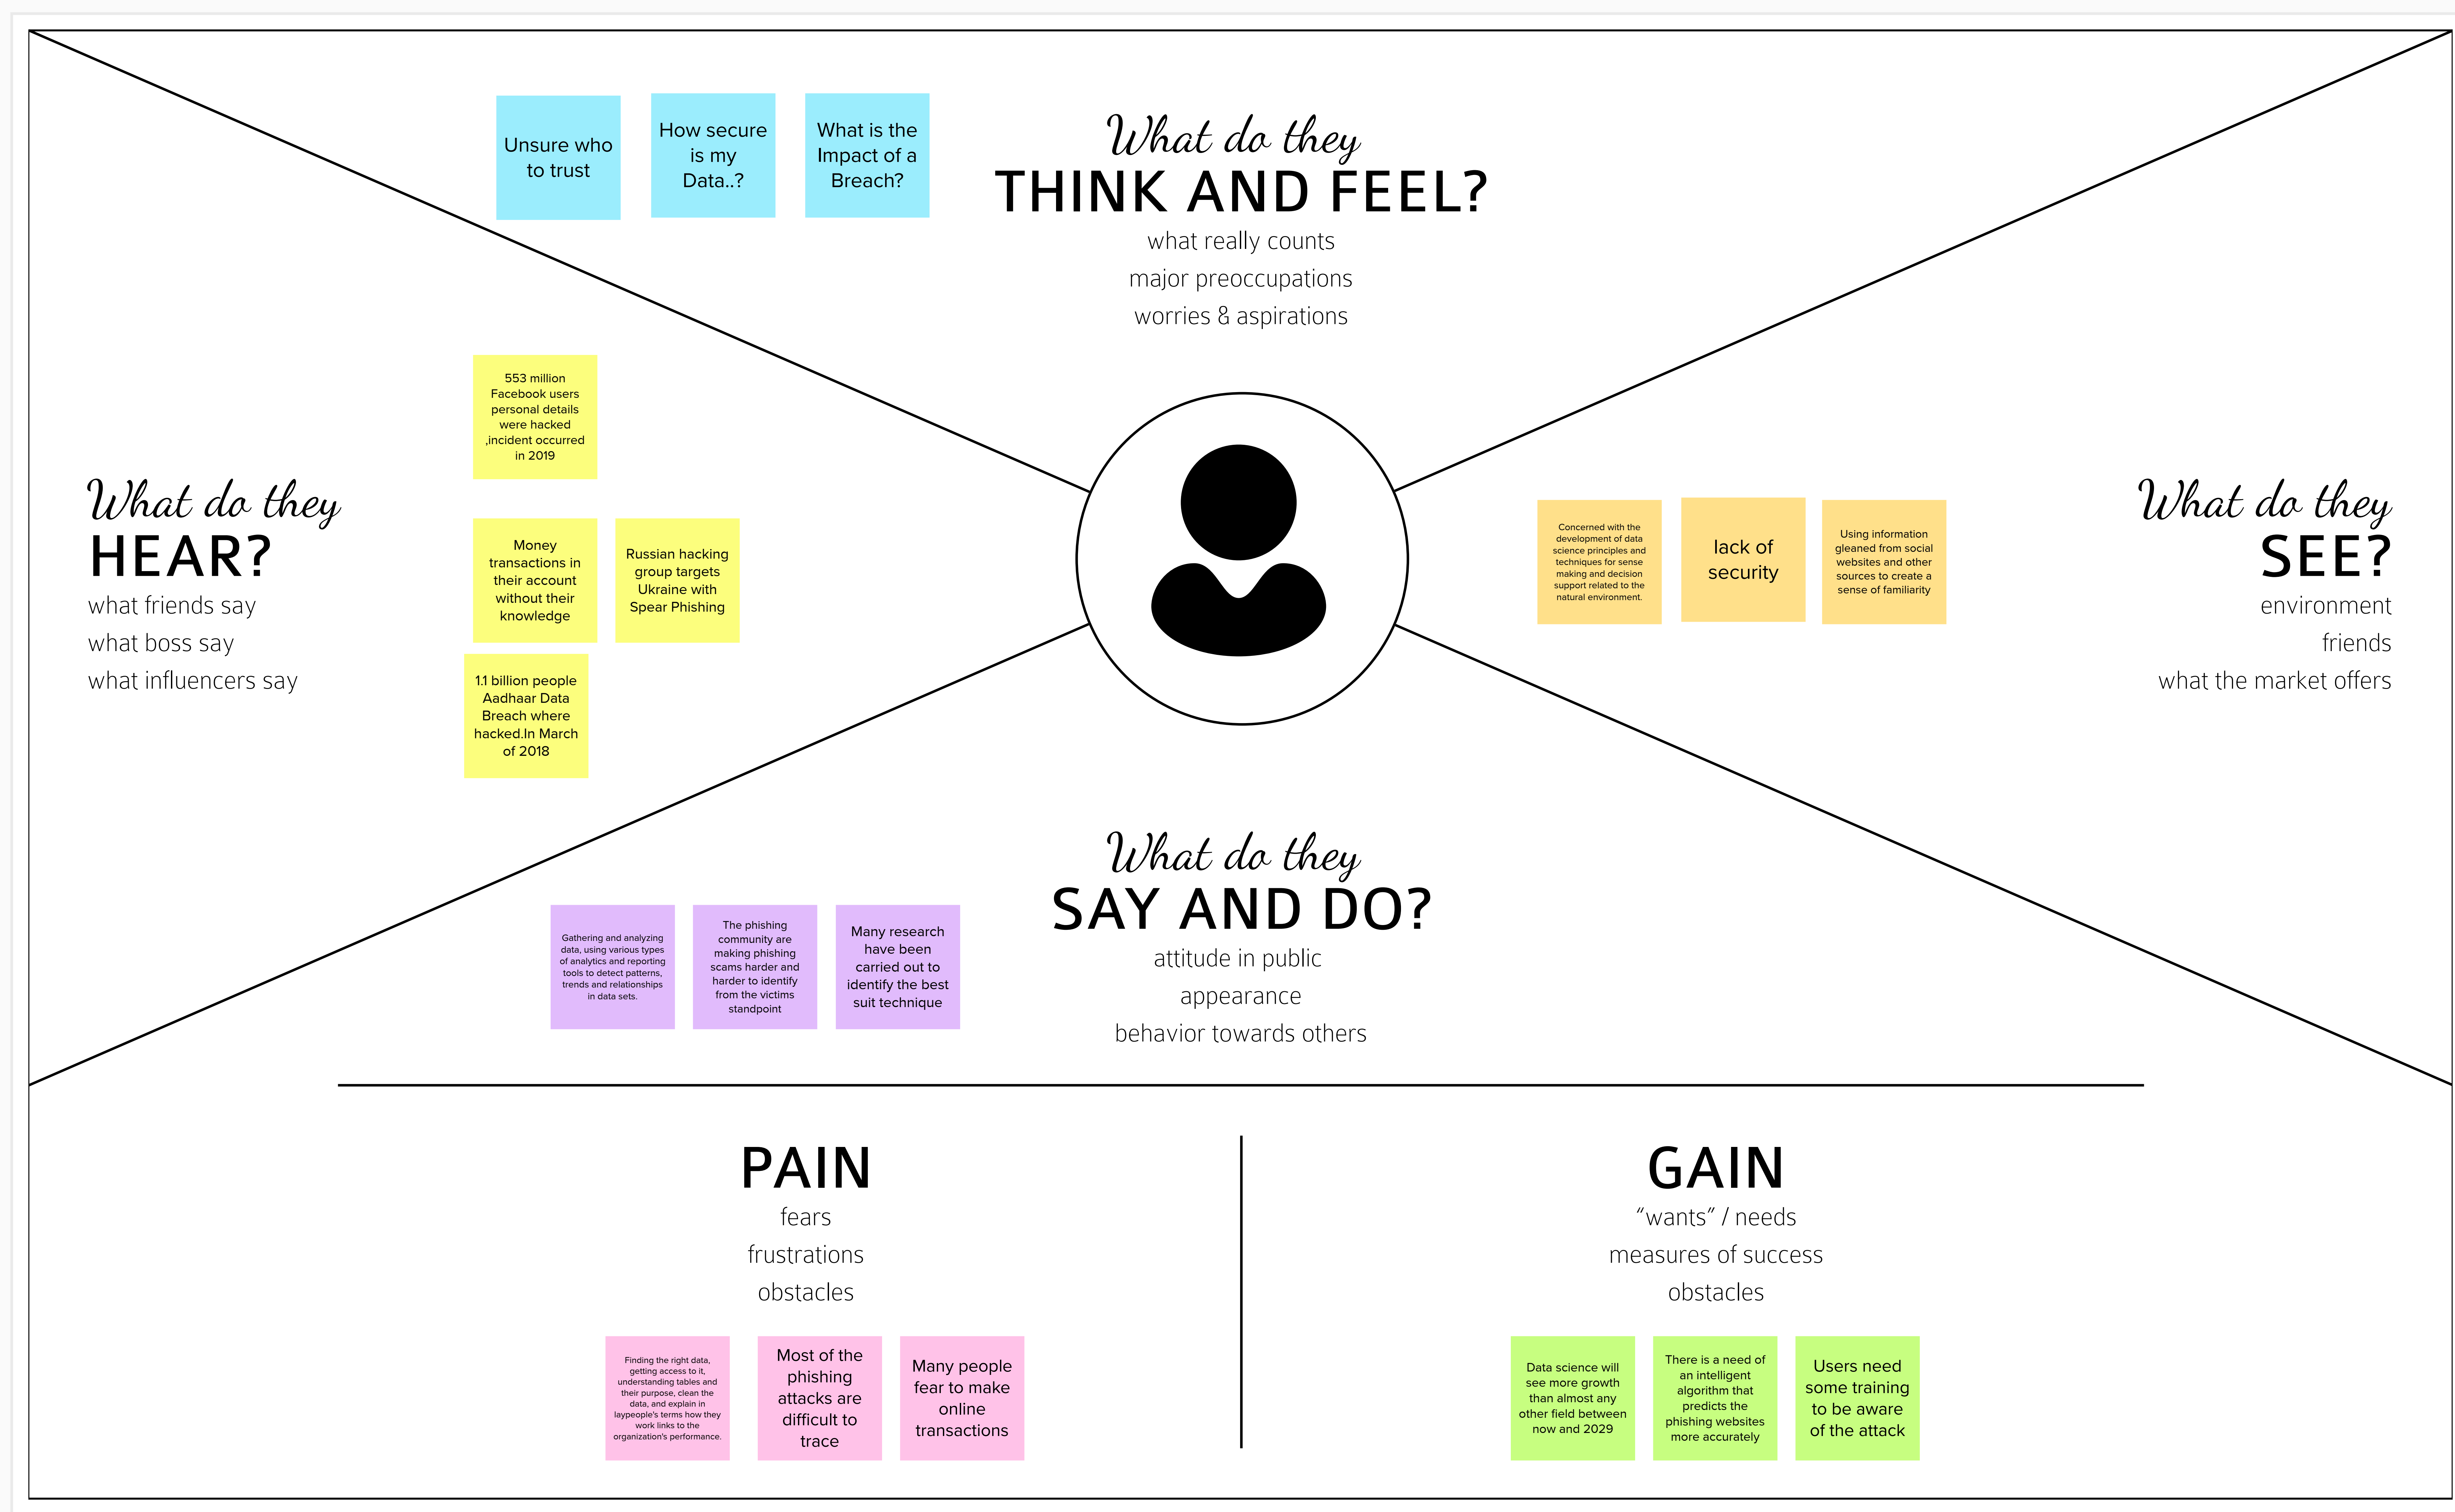 Unsure who
to trust
How secure
is my
Data..?
What is the
Impact of a
Breach?
What do they
THINK AND FEEL?
what really counts
major preoccupations
worries & aspirations
553 million
Facebook users
personal details
were hacked
,incident occurred
in 2019
Money
transactions in
their account
without their
knowledge
Russian hacking
group targets
Ukraine with
Spear Phishing
1.1 billion people
Aadhaar Data
Breach where
hacked.In March
of 2018
What do they
HEAR?
what friends say
what boss say
what influencers say
Concerned with the
development of data
science principles and
techniques for sense
making and decision
support related to the
natural environment.
lack of
security
Using information
gleaned from social
websites and other
sources to create a
sense of familiarity
What do they
SEE?
environment
friends
what the market offers
What do they
SAY AND DO?
attitude in public
appearance
behavior towards others
Gathering and analyzing
data, using various types
of analytics and reporting
tools to detect patterns,
trends and relationships
in data sets.
The phishing
community are
making phishing
scams harder and
harder to identify
from the victims
standpoint
Many research
have been
carried out to
identify the best
suit technique
PAIN
fears
frustrations
obstacles
Finding the right data,
getting access to it,
understanding tables and
their purpose, clean the
data, and explain in
laypeople's terms how they
work links to the
organization's performance.
Most of the
phishing
attacks are
difficult to
trace
Many people
fear to make
online
transactions
GAIN
“wants” / needs
measures of success
obstacles
Data science will
see more growth
than almost any
other field between
now and 2029
There is a need of
an intelligent
algorithm that
predicts the
phishing websites
more accurately
Users need
some training
to be aware
of the attack